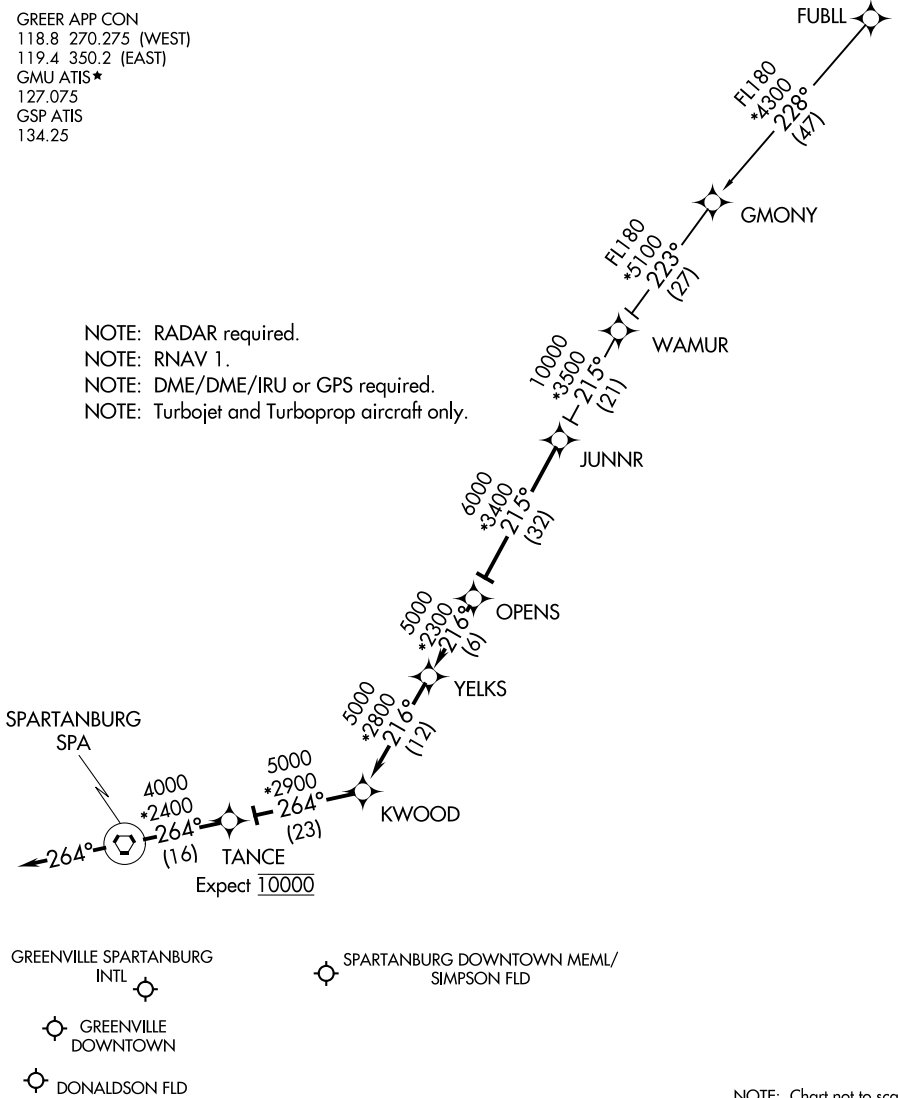 GREER APP CON
118.8 270.275 (WEST)
119.4 350.2 (EAST)
GMU ATIS★
127.075
GSP ATIS
134.25
FUBLL
FL180
*4300
228°
(47)
GMONY
FL180
*5100
223°
(27)
WAMUR
NOTE: RADAR required.
NOTE: RNAV 1.
NOTE: DME/DME/IRU or GPS required.
NOTE: Turbojet and Turboprop aircraft only.
10000
*3500
215°
(21)
JUNNR
6000
*3400
215°
(32)
OPENS
5000
*2300
216°
(6)
YELKS
5000
*2800
216°
(12)
KWOOD
5000
*2900
264°
(23)
TANCE
Expect 10000
SPARTANBURG
SPA
4000
*2400
264°
(16)
264°
GREENVILLE SPARTANBURG
INTL
SPARTANBURG DOWNTOWN MEML/
SIMPSON FLD
GREENVILLE
DOWNTOWN
DONALDSON FLD
NOTE: Chart not to sca